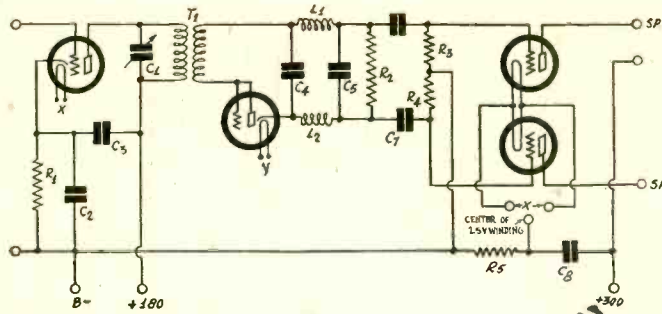 T1
L1
SP.
C1
R2
R3
R4
X
C4
C5
C3
L2
C7
Y
R1
SP.
X
C2
CENTER OF
2.5V WINDING
R5
C8
B-
+180
+300